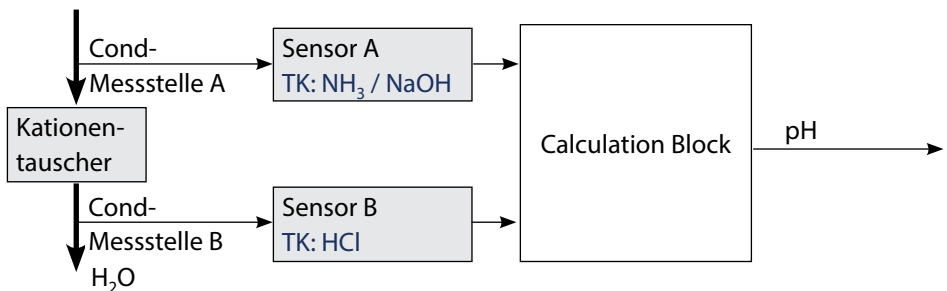 Cond-
Messstelle A
Sensor A
TK: NH₃ / NaOH
Kationen-
tauscher
Calculation Block
pH
Cond-
Messstelle B
H₂O
Sensor B
TK: HCl